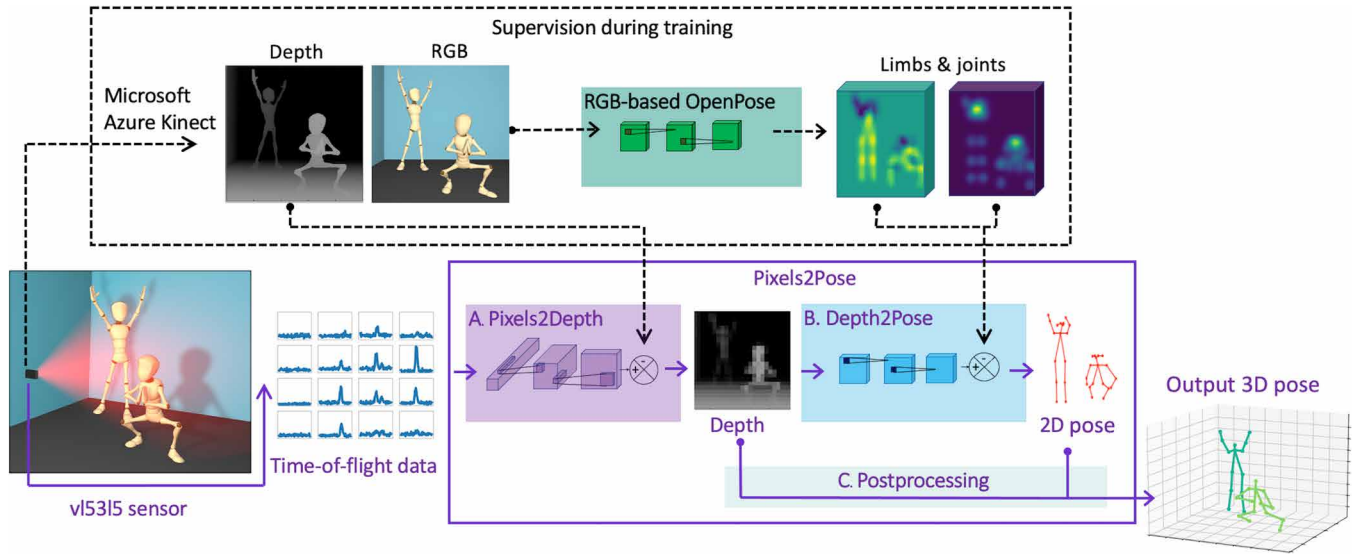 Supervision during training
Depth
RGB
Limbs & joints
Microsoft
Azure Kinect
RGB-based OpenPose
Pixels2Pose
A. Pixels2Depth
B. Depth2Pose
+
-
+
-
Output 3D pose
Depth
2D pose
Time-of-flight data
C. Postprocessing
vl53l5 sensor